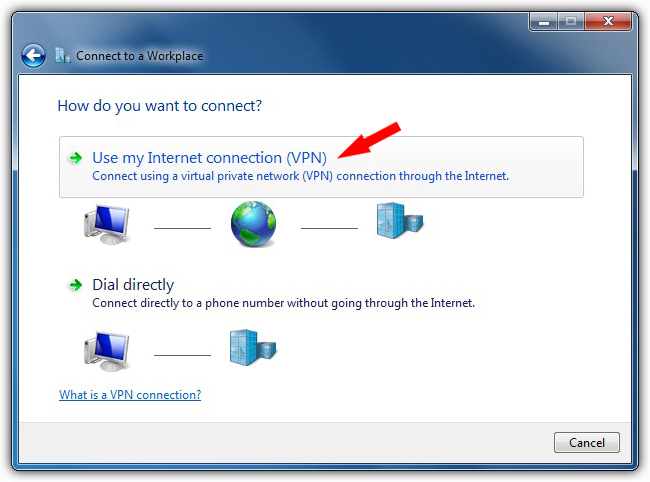 Connect to a Workplace
How do you want to connect?
Use my Internet connection (VPN)
Connect using a virtual private network (VPN) connection through the Internet.
Dial directly
Connect directly to a phone number without going through the Internet.
What is a VPN connection?
Cancel